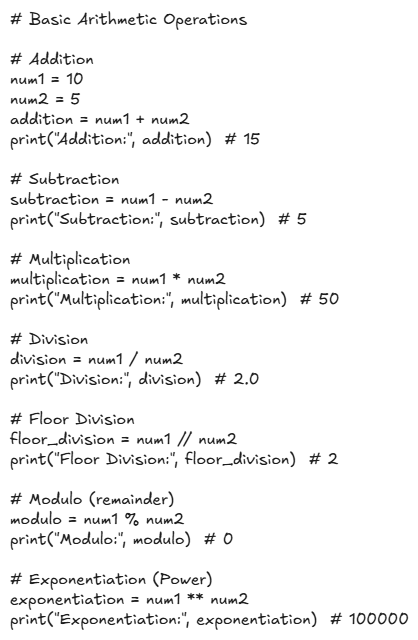 # Basic Arithmetic Operations

# Addition
num1 = 10
num2 = 5
addition = num1 + num2
print("Addition:", addition)  # 15

# Subtraction
subtraction = num1 - num2
print("Subtraction:", subtraction)  # 5

# Multiplication
multiplication = num1 * num2
print("Multiplication:", multiplication)  # 50

# Division
division = num1 / num2
print("Division:", division)  # 2.0

# Floor Division
floor_division = num1 // num2
print("Floor Division:", floor_division)  # 2

# Modulo (remainder)
modulo = num1 % num2
print("Modulo:", modulo)  # 0

# Exponentiation (Power)
exponentiation = num1 ** num2
print("Exponentiation:", exponentiation)  # 100000